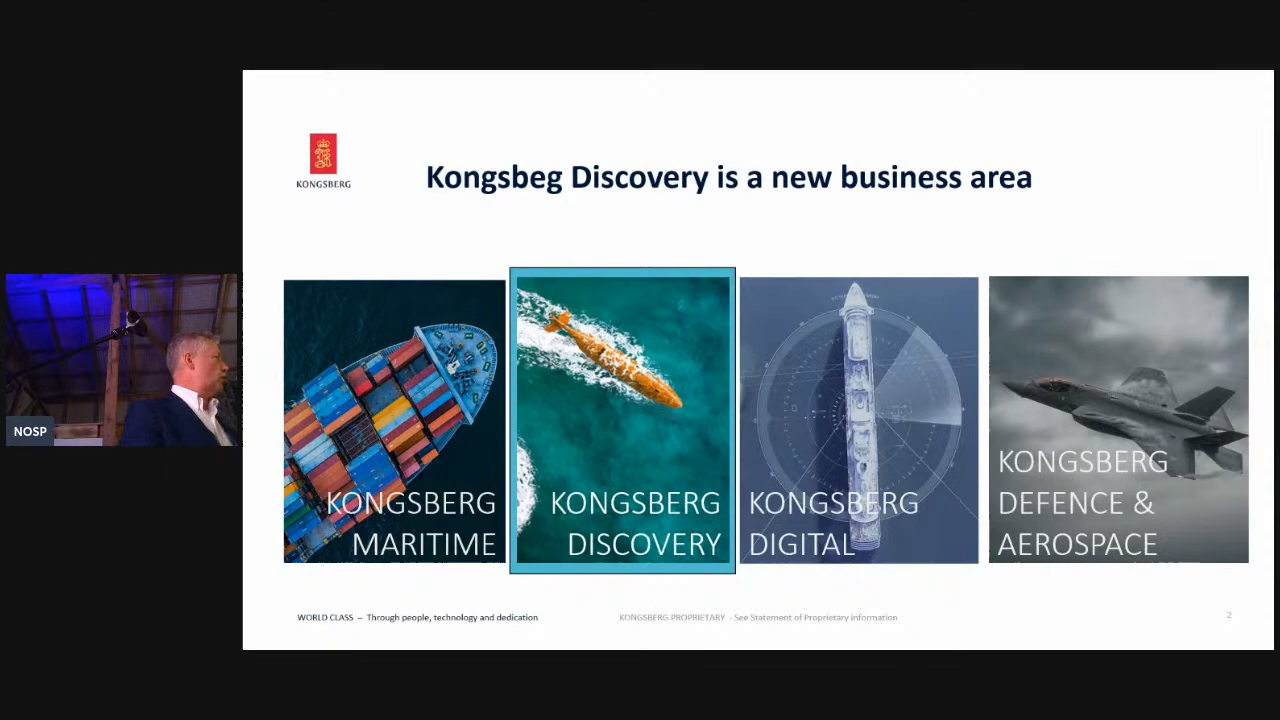 KONGSBERG
Kongsbeg Discovery is a new business area
NOSP
KONGSBERG
MARITIME
KONGSBERG
DISCOVERY
KONGSBERG
DIGITAL
KONGSBERG
DEFENCE &
AEROSPACE
WORLD CLASS – Through people, technology and dedication
KONGSBERG PROPRIETARY - See Statement of Proprietary information
2